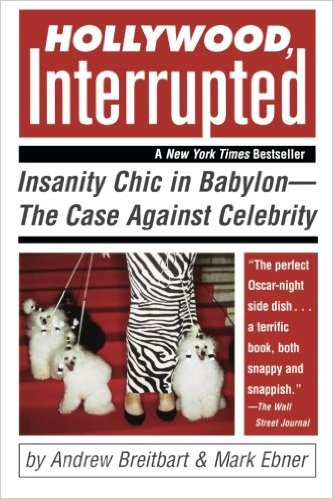 HOLLYWOOD,
Interrupted
A New York Times Bestseller
Insanity Chic in Babylon—
The Case Against Celebrity
"The perfect
Oscar-night
side dish . . .
a terrific
book, both
snappy and
snappish."
—The Wall
Street Journal
by Andrew Breitbart & Mark Ebner